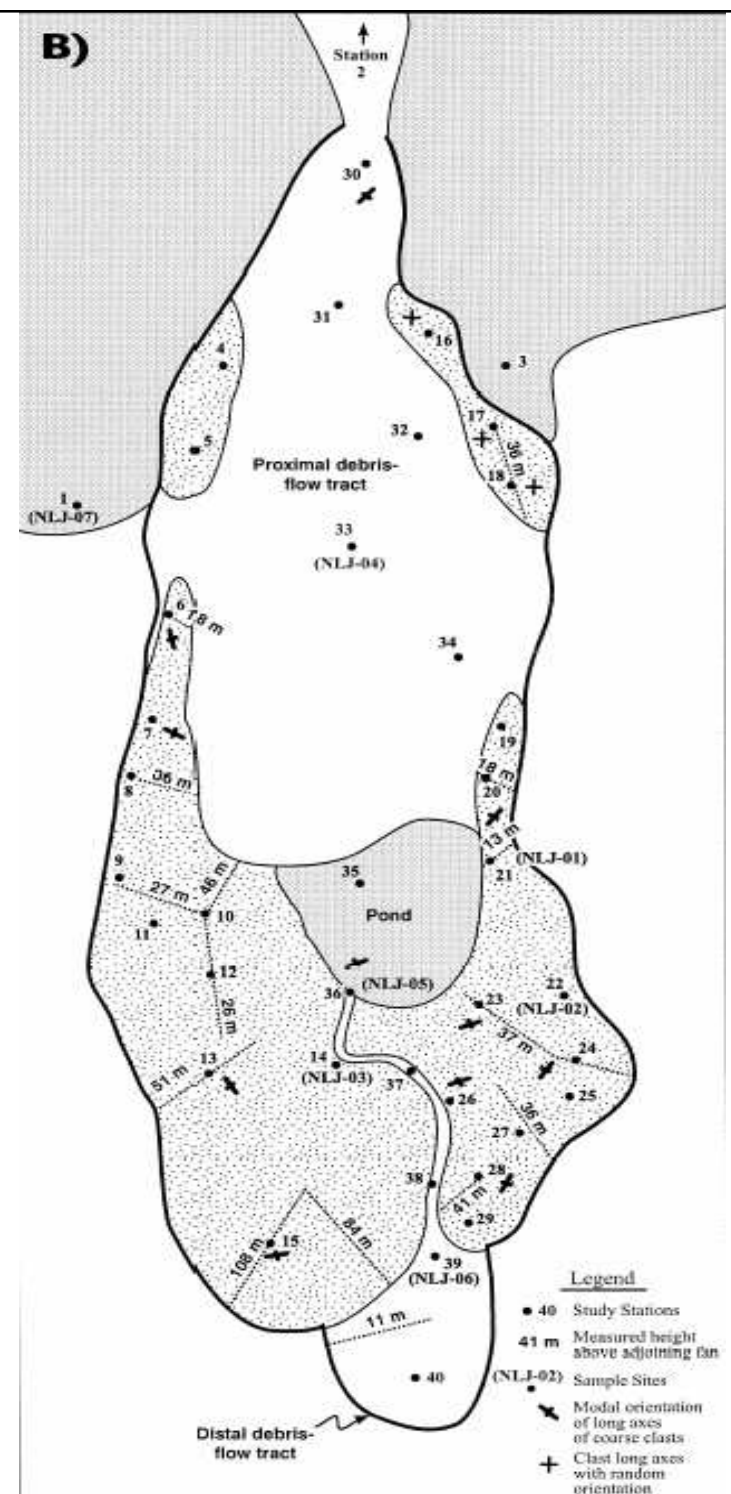 B)
Station
2
30
31
16
4
3
17
32
5
36 m
18
Proximal debris-
flow tract
1
(NLJ-07)
33
(NLJ-04)
6
18 m
34
7
19
18 m
8
36 m
20
13 m
(NLJ-01)
21
9
35
46 m
27 m
10
Pond
11
12
(NLJ-05)
22
36
23
(NLJ-02)
26 m
37 m
13
14
24
51 m
(NLJ-03)
37
26
25
36 m
27
28
38
41 m
29
15
84 m
108 m
39
(NLJ-06)
Legend
11 m
40 Study Stations
41 m Measured height
above adjoining fan
40
(NLJ-02) Sample Sites
Modal orientation
of long axes
of coarse clasts
Distal debris-
flow tract
Clast long axes
with random
orientation